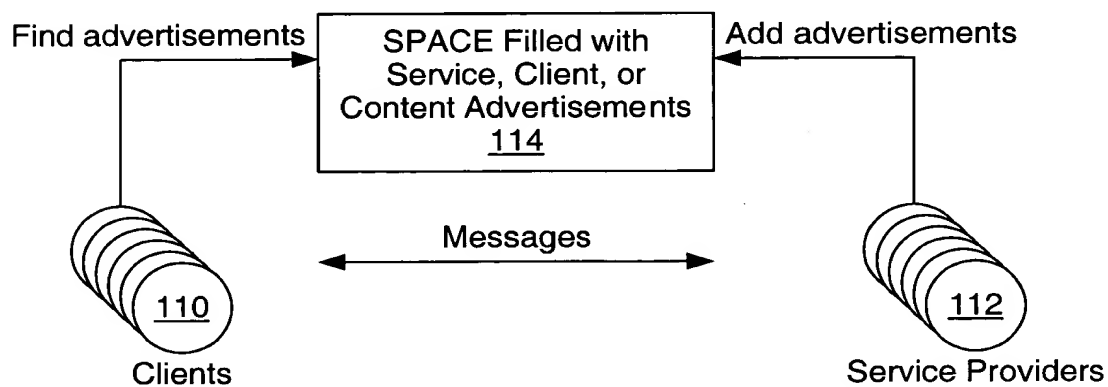 Find advertisements
SPACE Filled with
Service, Client, or
Content Advertisements
114
Add advertisements
Messages
110
Clients
112
Service Providers